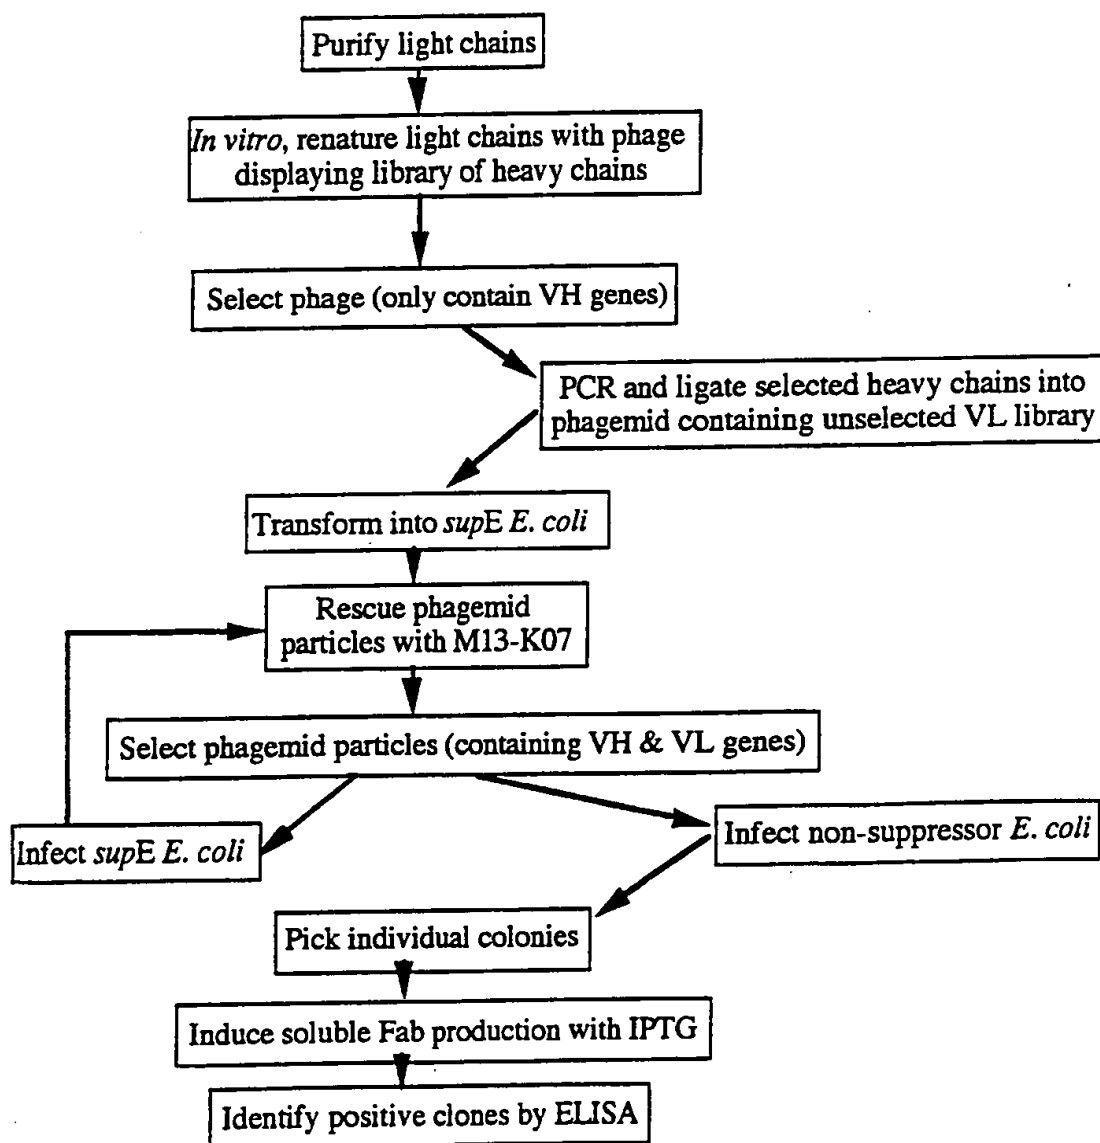 Purify light chains
In vitro, renature light chains with phage
displaying library of heavy chains
Select phage (only contain VH genes)
PCR and ligate selected heavy chains into
phagemid containing unselected VL library
Transform into supE E. coli
Rescue phagemid
particles with M13-K07
Select phagemid particles (containing VH & VL genes)
Infect supE E. coli
Infect non-suppressor E. coli
Pick individual colonies
Induce soluble Fab production with IPTG
Identify positive clones by ELISA